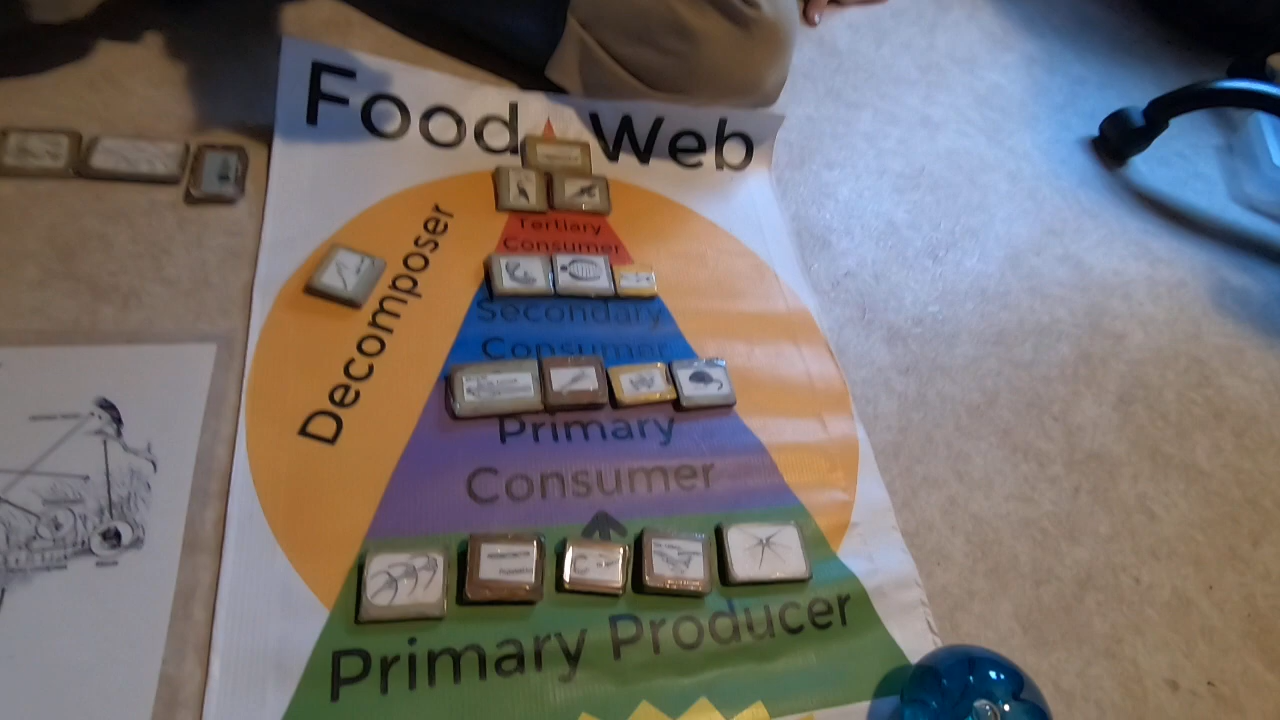 Food Web
Decomposer
Tertiary
Consumer
Secondary
Consumer
Primary
Consumer
Primary Producer